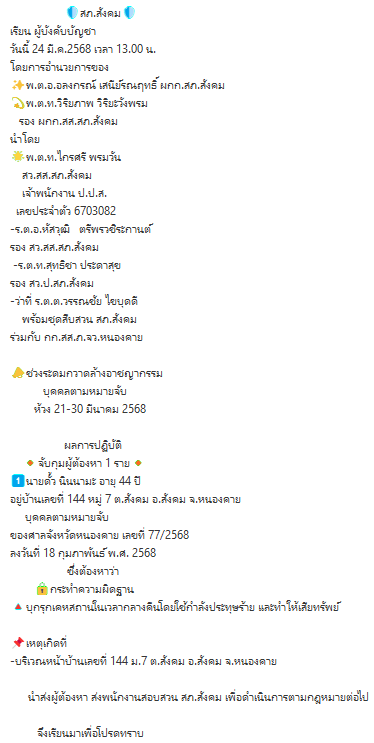 สภ.สังคม
เรียน ผู้บังคับบัญชา
วันนี้ 24 มี.ค.2568 เวลา 13.00 น.
โดยการอำนวยการของ
พ.ต.อ.อลงกรณ์ เสนีย์รณฤทธิ์ ผกก.สภ.สังคม
พ.ต.ท.วิริยภาพ วิริยะวังพรม
รอง ผกก.สส.สภ.สังคม
นำโดย
พ.ต.ท.ไกรศรี พรมวัน
สว.สส.สภ.สังคม
เจ้าพนักงาน ป.ป.ส.
เลขประจำตัว 6703082
-ร.ต.อ.หัสวุฒิ ตรีพรวชิระกานต์
รอง สว.สส.สภ.สังคม
-ร.ต.ท.สุทธิชา ประดาสุข
รอง สว.ป.สภ.สังคม
-ว่าที่ ร.ต.ต.วรรณชัย ไขบุดดี
พร้อมชุดสืบสวน สภ.สังคม
ร่วมกับ กก.สส.ภ.จว.หนองคาย
ช่วงระดมกวาดล้างอาชญากรรม
บุคคลตามหมายจับ
ห้วง 21-30 มีนาคม 2568
ผลการปฏิบัติ
🔸จับกุมผู้ต้องหา 1 ราย🔸
1️⃣นายดั้ว นินนามะ อายุ 44 ปี
อยู่บ้านเลขที่ 144 หมู่ 7 ต.สังคม อ.สังคม จ.หนองคาย
บุคคลตามหมายจับ
ของศาลจังหวัดหนองคาย เลขที่ 77/2568
ลงวันที่ 18 กุมภาพันธ์ พ.ศ. 2568
ซึ่งต้องหาว่า
กระทำความผิดฐาน
บุกรุกเคหสถานในเวลากลางคืนโดยใช้กำลังประทุษร้าย และทำให้เสียทรัพย์
📌เหตุเกิดที่
-บริเวณหน้าบ้านเลขที่ 144 ม.7 ต.สังคม อ.สังคม จ.หนองคาย
นำส่งผู้ต้องหา ส่งพนักงานสอบสวน สภ.สังคม เพื่อดำเนินการตามกฎหมายต่อไป
จึงเรียนมาเพื่อโปรดทราบ